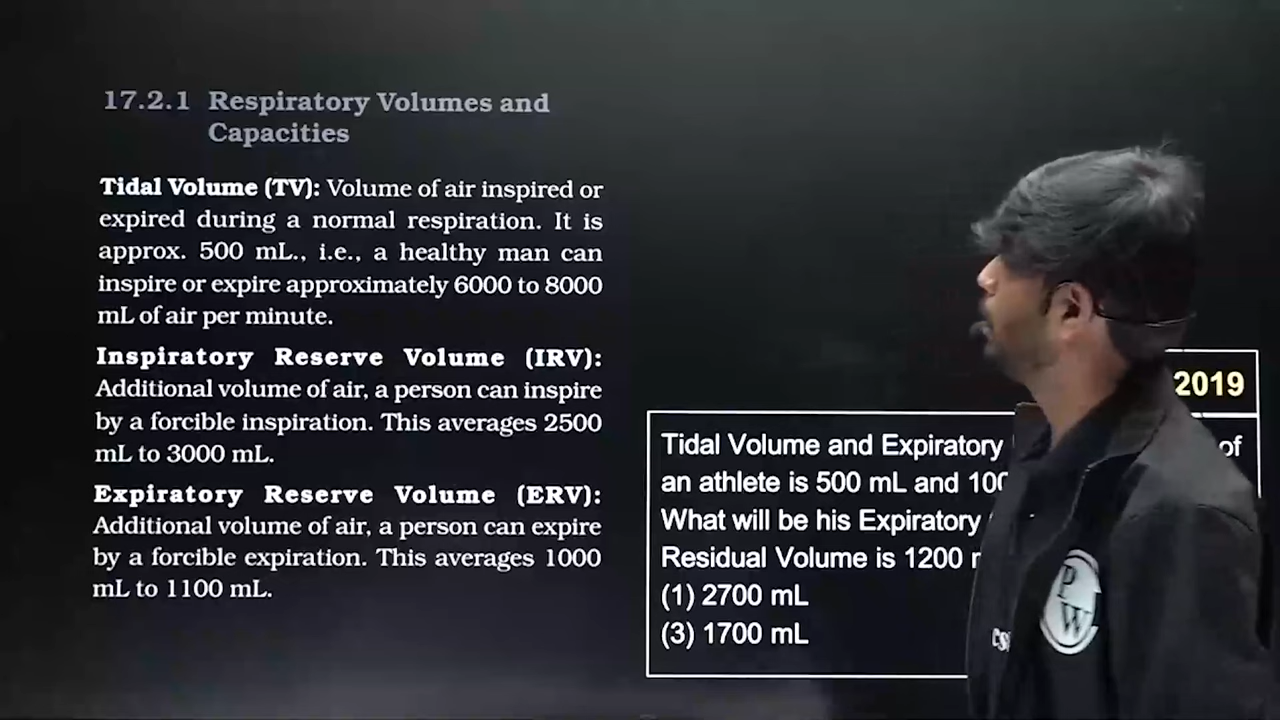 17.2.1 Respiratory Volumes and
Capacities
Tidal Volume (TV): Volume of air inspired or
expired during a normal respiration. It is
approx. 500 mL., i.e., a healthy man can
inspire or expire approximately 6000 to 8000
mL of air per minute.
Inspiratory Reserve Volume (IRV):
Additional volume of air, a person can inspire
by a forcible inspiration. This averages 2500
mL to 3000 mL.
Expiratory Reserve Volume (ERV):
Additional volume of air, a person can expire
by a forcible expiration. This averages 1000
mL to 1100 mL.
2019
Tidal Volume and Expiratory of
an athlete is 500 mL and
What will be his Expiratory
Residual Volume is 1200
(1) 2700 mL
(3) 1700 mL
PW